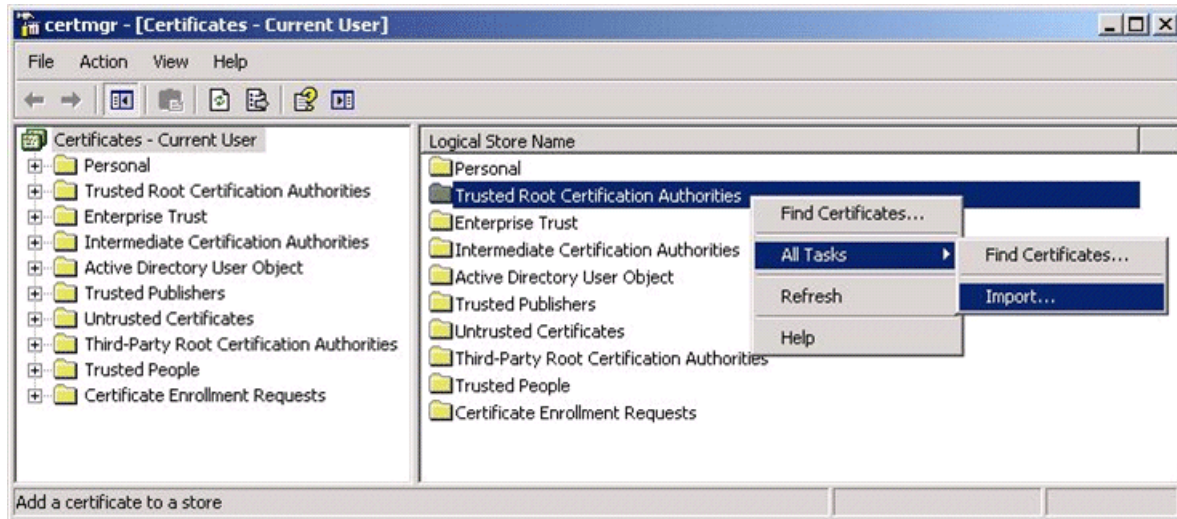 certmgr - [Certificates - Current User]
File Action View Help
Certificates - Current User
Personal
Trusted Root Certification Authorities
Enterprise Trust
Intermediate Certification Authorities
Active Directory User Object
Trusted Publishers
Untrusted Certificates
Third-Party Root Certification Authorities
Trusted People
Certificate Enrollment Requests
Logical Store Name
Personal
Trusted Root Certification Authorities
Enterprise Trust
Intermediate Certification Authorities
Active Directory User Object
Trusted Publishers
Untrusted Certificates
Third-Party Root Certification Authorities
Trusted People
Certificate Enrollment Requests
Find Certificates...
All Tasks
Refresh
Help
Find Certificates...
Import...
Add a certificate to a store